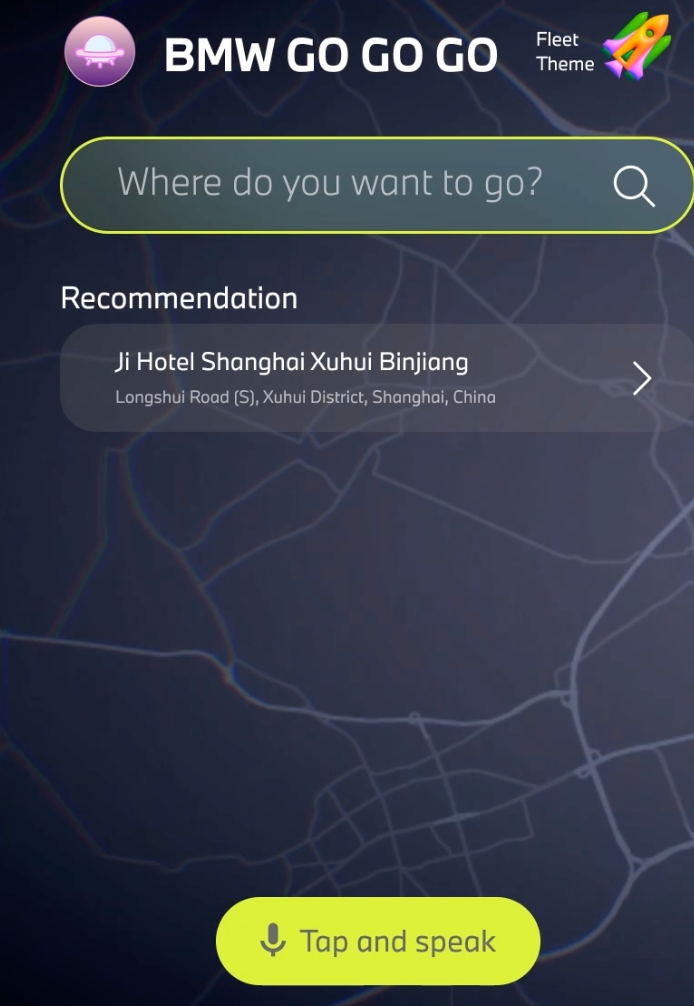 BMW GO GO GO
Fleet
Theme
Where do you want to go?
Recommendation
Ji Hotel Shanghai Xuhui Binjiang
Longshui Road (S), Xuhui District, Shanghai, China
Tap and speak